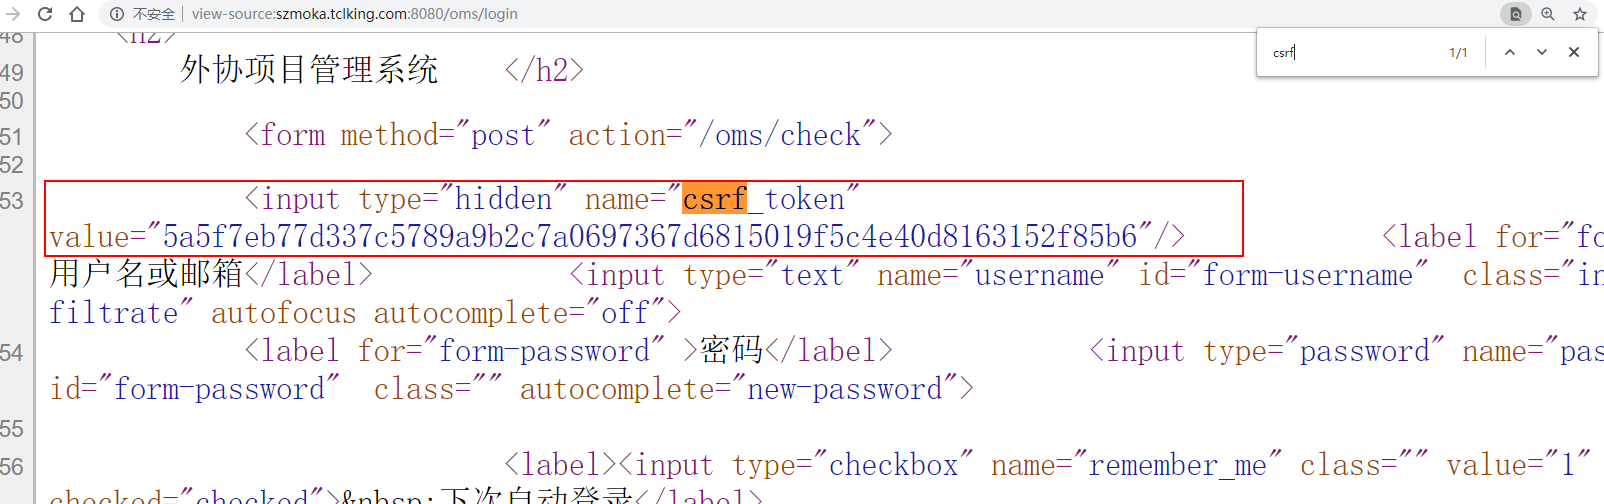 不安全 view-source:szmoka.tclking.com:8080/oms/login
csrf 1/1
48 <h2>
49 外协项目管理系统 </h2>
50
51 <form method="post" action="/oms/check">
52
53 <input type="hidden" name="csrf_token"
value="5a5f7eb77d337c5789a9b2c7a0697367d6815019f5c4e40d8163152f85b6"/> <label for="fo
用户名或邮箱</label> <input type="text" name="username" id="form-username" class="in
filtrate" autofocus autocomplete="off">
54 <label for="form-password" >密码</label> <input type="password" name="pas
id="form-password" class="" autocomplete="new-password">
55
56 <label><input type="checkbox" name="remember_me" class="" value="1"
checked="checked">&nbsp;下次自动登录</label>